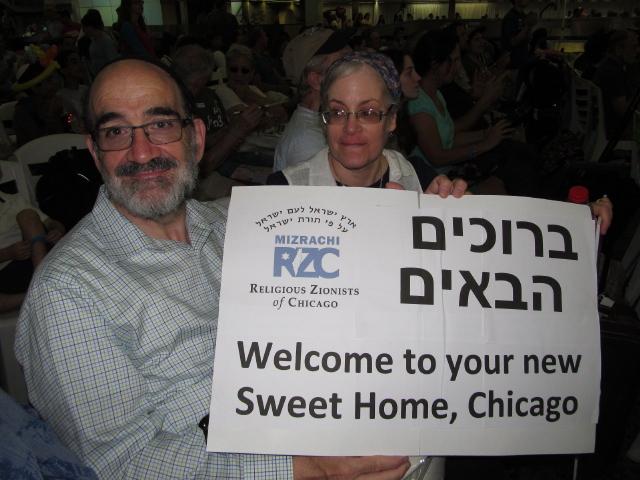 ארץ ישראל לעם ישראל
על פי תורת ישראל
MIZRACHI
RZC
RELIGIOUS ZIONISTS
of CHICAGO
ברוכים
הבאים
Welcome to your new
Sweet Home, Chicago